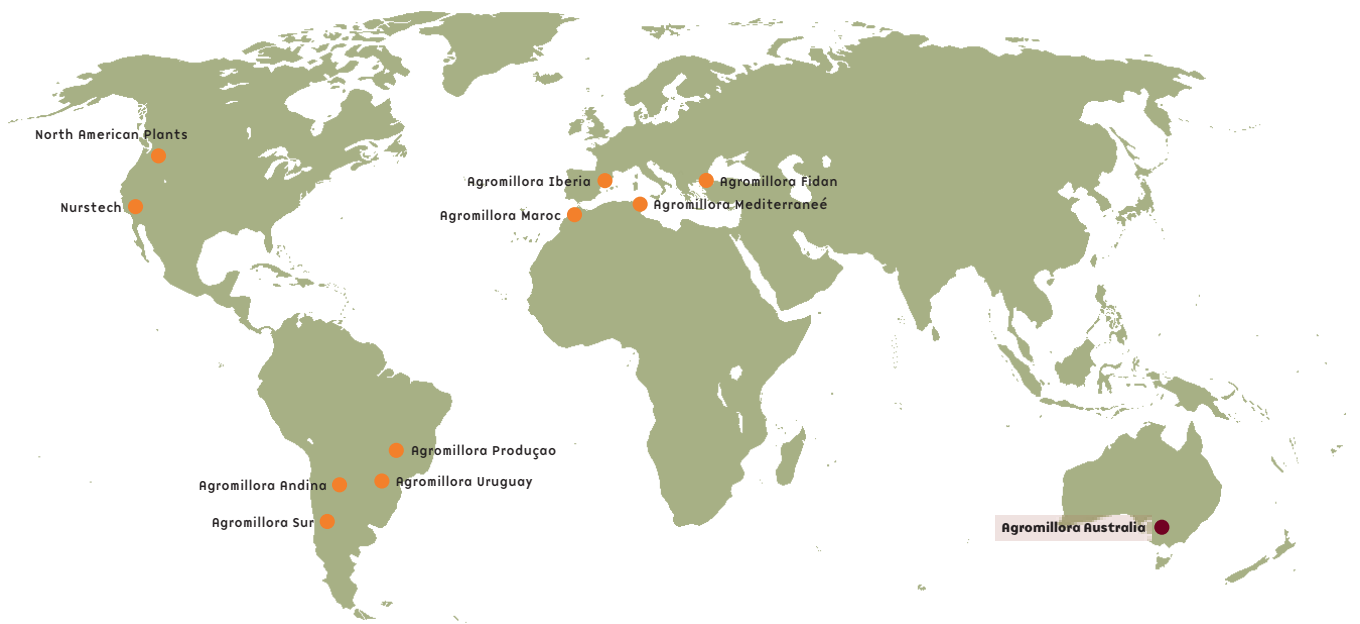 North American Plants
Nurstech
Agromillora Iberia
Agromillora Fidan
Agromillora Mediterraneé
Agromillora Maroc
Agromillora Produçao
Agromillora Andina
Agromillora Uruguay
Agromillora Sur
Agromillora Australia